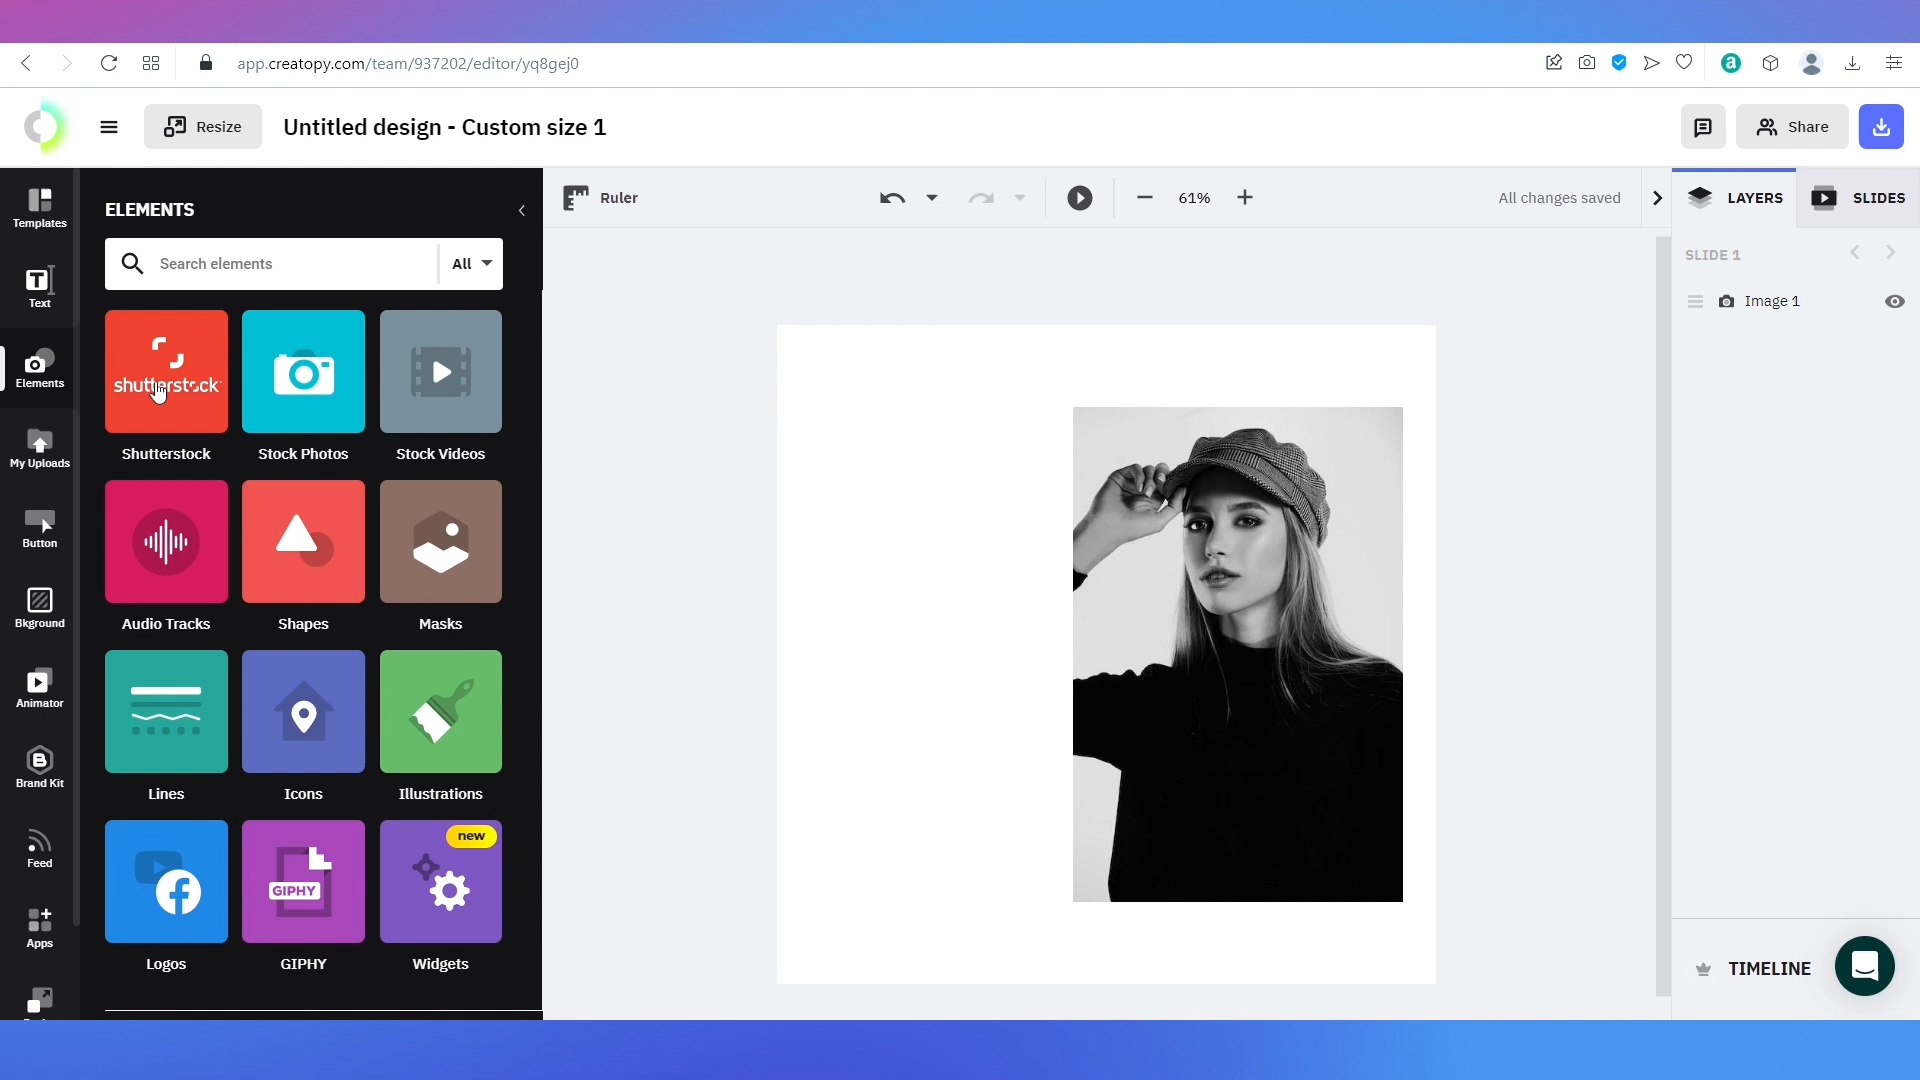 app.creatopy.com/team/937202/editor/yq8gej0
a
Resize
Untitled design - Custom size 1
Share
Templates
Text
Elements
My Uploads
Button
Bkground
Animator
Brand Kit
Feed
Apps
ELEMENTS
Search elements
All
shutterstock
Shutterstock
Stock Photos
Stock Videos
Audio Tracks
Shapes
Masks
Lines
Icons
Illustrations
new
GIPHY
Logos
GIPHY
Widgets
Ruler
61%
All changes saved
LAYERS
SLIDES
SLIDE 1
Image 1
TIMELINE